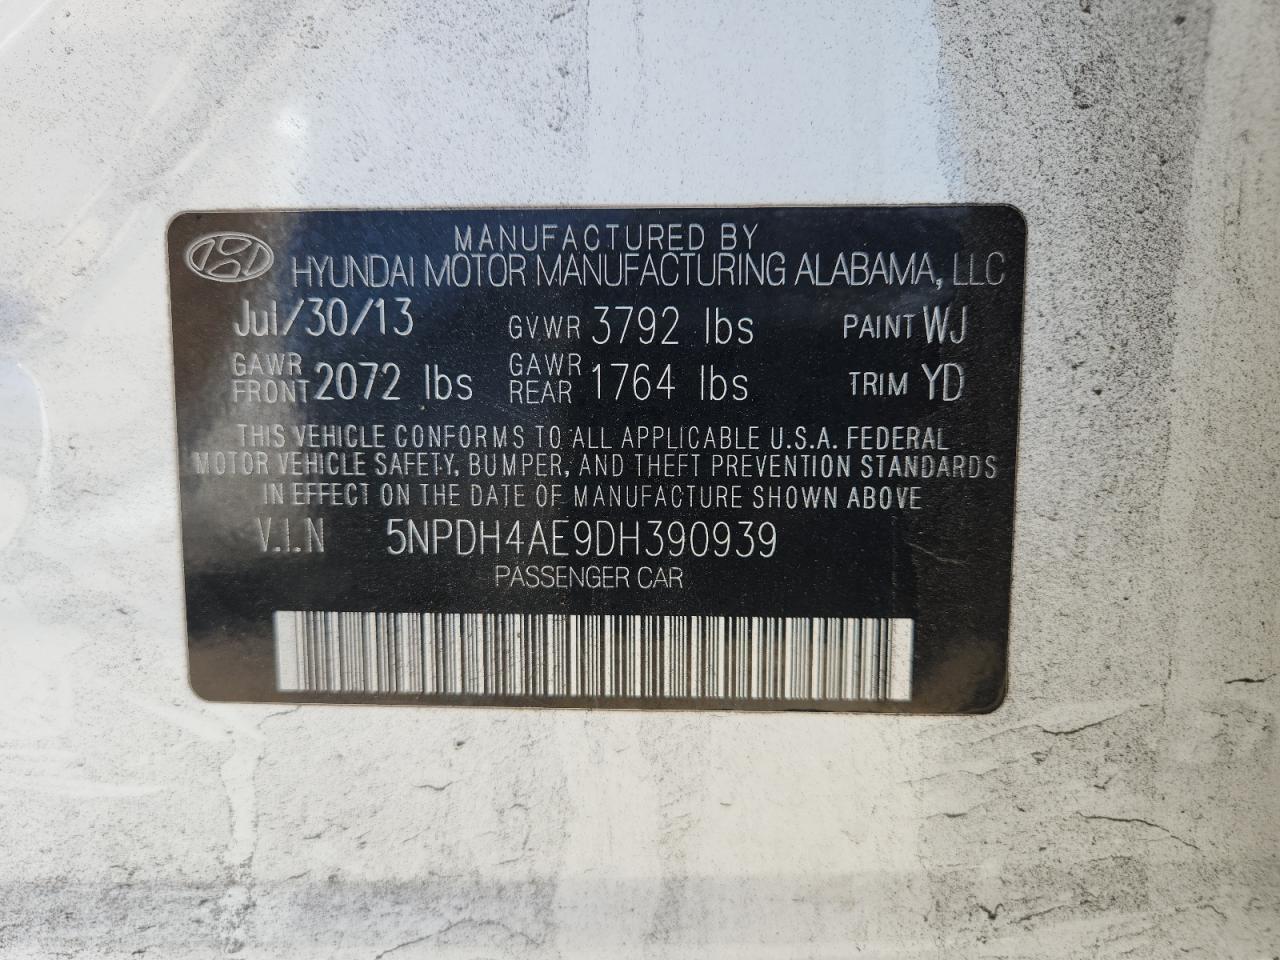 MANUFACTURED BY
HYUNDAI MOTOR MANUFACTURING ALABAMA, LLC
Jul/30/13 GVWR 3792 lbs PAINT WJ
GAWR FRONT 2072 lbs GAWR REAR 1764 lbs TRIM YD
THIS VEHICLE CONFORMS TO ALL APPLICABLE U.S.A. FEDERAL
MOTOR VEHICLE SAFETY, BUMPER, AND THEFT PREVENTION STANDARDS
IN EFFECT ON THE DATE OF MANUFACTURE SHOWN ABOVE
V.I.N 5NPDH4AE9DH390939
PASSENGER CAR